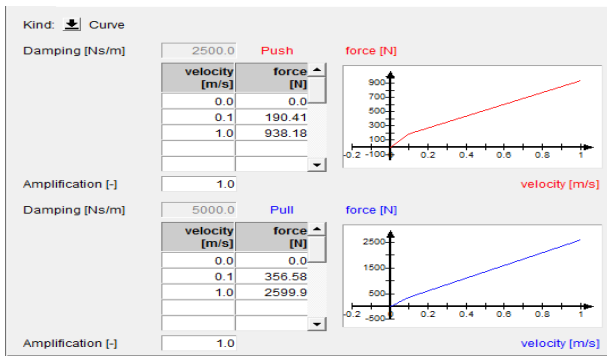 Kind: Curve
Damping [Ns/m] 2500.0 Push force [N]
velocity [m/s] force [N]
0.0 0.0
0.1 190.41
1.0 938.18
900
700
500
300
100
-0.2 -100 0.2 0.4 0.6 0.8 1
Amplification [-] 1.0 velocity [m/s]
Damping [Ns/m] 5000.0 Pull force [N]
velocity [m/s] force [N]
0.0 0.0
0.1 356.58
1.0 2599.9
2500
1500
500
-0.2 -500 0.2 0.4 0.6 0.8 1
Amplification [-] 1.0 velocity [m/s]